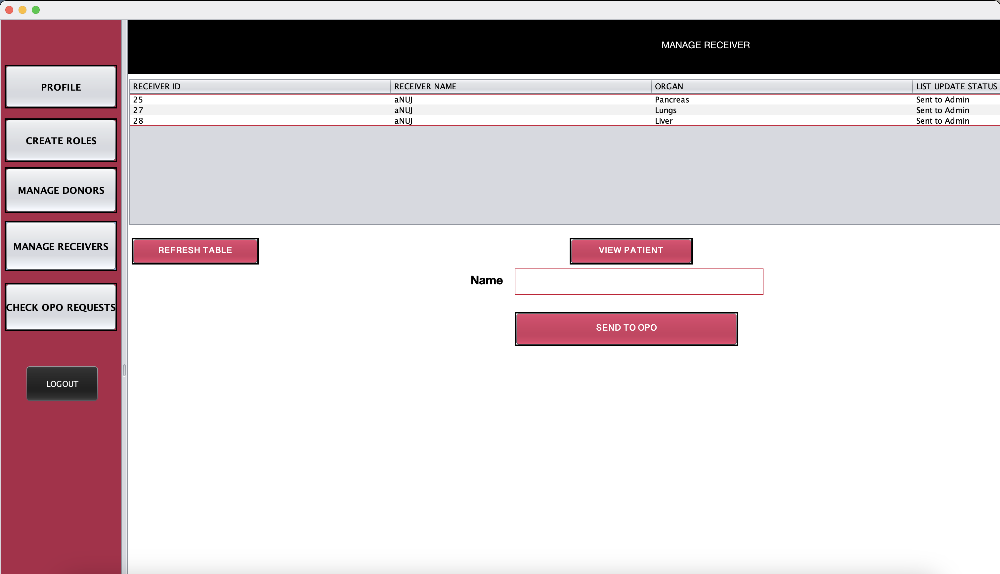 MANAGE RECEIVER
PROFILE
CREATE ROLES
MANAGE DONORS
MANAGE RECEIVERS
CHECK OPO REQUESTS
LOGOUT
RECEIVER ID RECEIVER NAME ORGAN LIST UPDATE STATUS
25 aNUJ Pancreas Sent to Admin
27 aNUJ Lungs Sent to Admin
28 aNUJ Liver Sent to Admin
REFRESH TABLE VIEW PATIENT
Name
SEND TO OPO